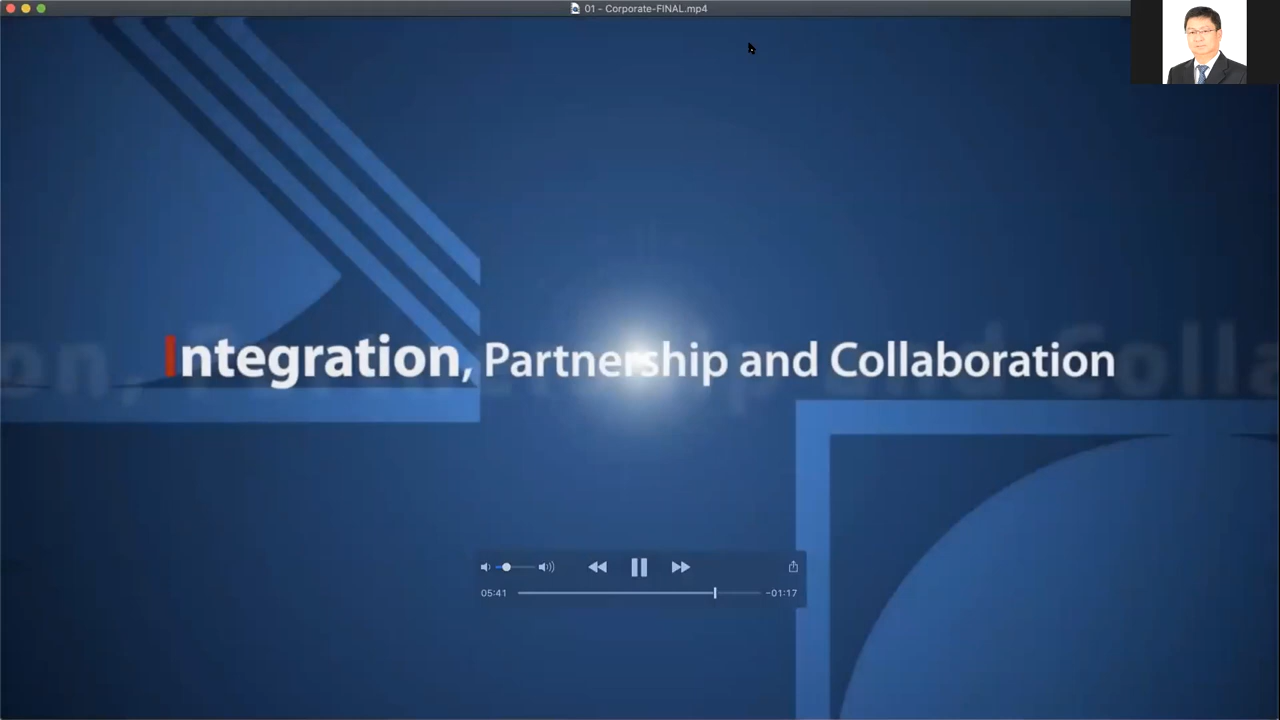 01 - Corporate-FINAL.mp4
Integration, Partnership and Collaboration
05:41
-01:17